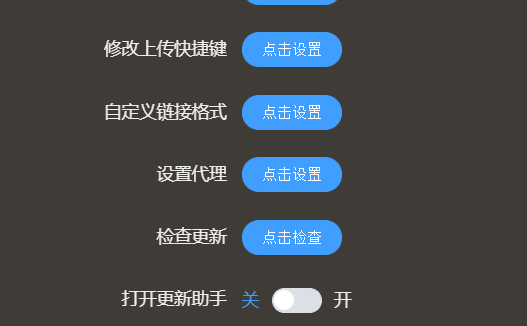 修改上传快捷键 点击设置
自定义链接格式 点击设置
设置代理 点击设置
检查更新 点击检查
打开更新助手 关 开